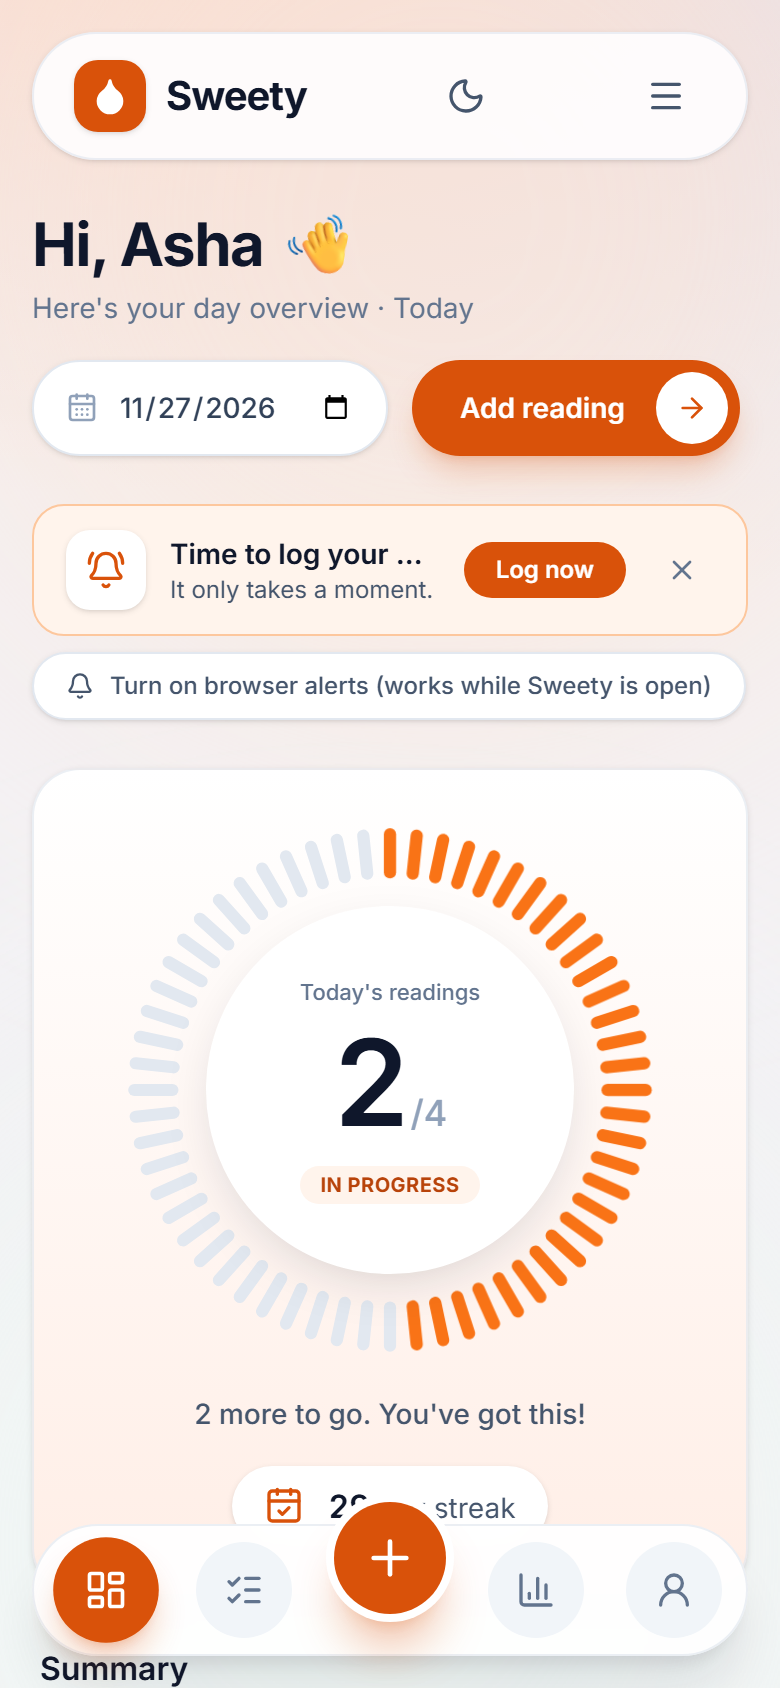 Sweety
Hi, Asha 👋
Here's your day overview · Today
11/27/2026
Add reading
Time to log your ...
It only takes a moment.
Log now
Turn on browser alerts (works while Sweety is open)
Today's readings
2/4
IN PROGRESS
2 more to go. You've got this!
streak
Summary